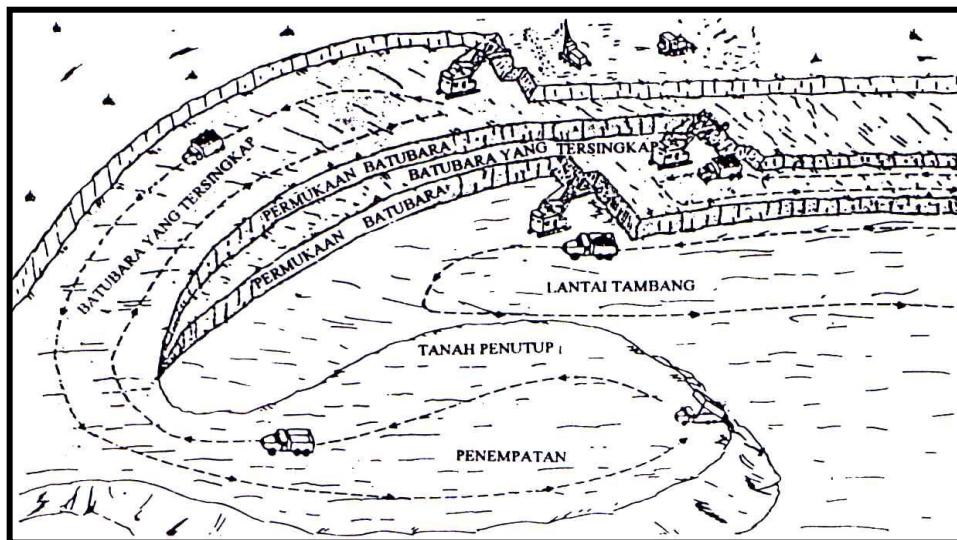 BATUBARA YANG TERSINGKAP
PERMUKAAN BATUBARA
BATUBARA YANG TERSINGKAP
PERMUKAAN BATUBARA
LANTAI TAMBANG
TANAH PENUTUP
PENEMPATAN